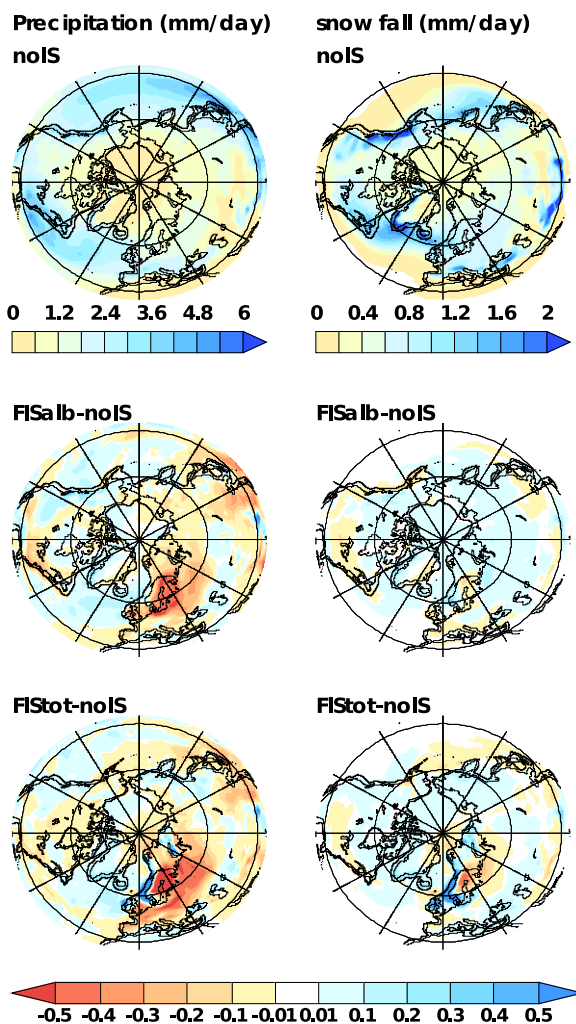 Precipitation (mm/day) snow fall (mm/day)
noIS noIS
0 1.2 2.4 3.6 4.8 6 0 0.4 0.8 1.2 1.6 2
FISalb-noIS FISalb-noIS
FIStot-noIS FIStot-noIS
-0.5 -0.4 -0.3 -0.2 -0.1 -0.01 0.01 0.1 0.2 0.3 0.4 0.5